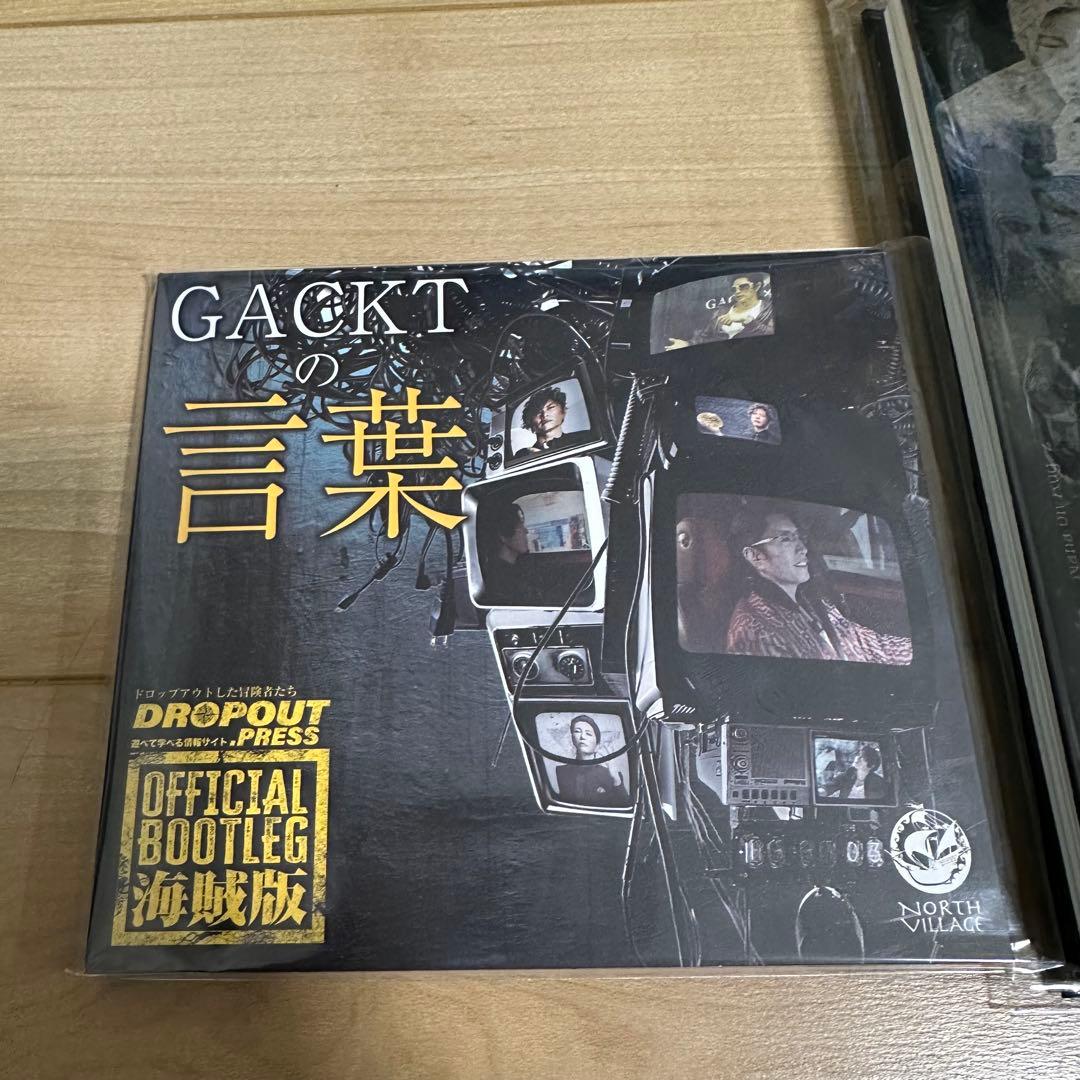 GACKT
の
言葉
GACKT
ドロップアウトした冒険者たち
DROPOUT
遊べて学べる情報サイト .PRESS
OFFICIAL
BOOTLEG
海賊版
NORTH
VILLAGE